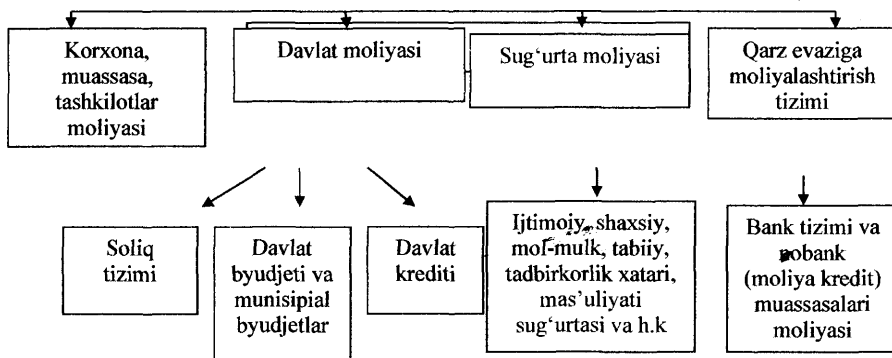 Korxona,
muassasa,
tashkilotlar
moliyasi
Davlat moliyasi
Sug‘urta moliyasi
Qarz evaziga
moliyalashtirish
tizimi
Soliq
tizimi
Davlat
byudjeti va
munisipial
byudjetlar
Davlat
krediti
Ijtimoiy, shaxsiy,
mol-mulk, tabiiy,
tadbirkorlik xatari,
mas’uliyati
sug‘urtasi va h.k
Bank tizimi va
nobank
(moliya kredit)
muassasalari
moliyasi